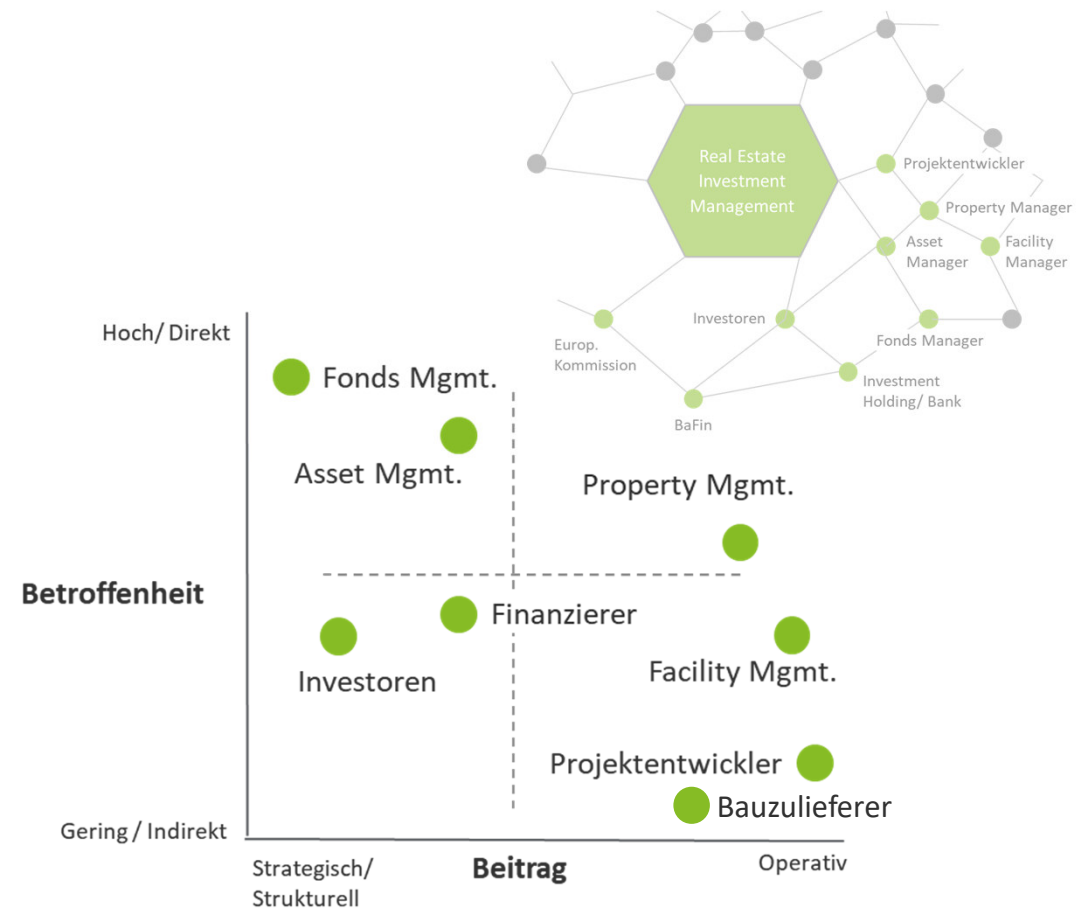 Real Estate
Investment
Management
Projektentwickler
Property Manager
Asset
Manager
Facility
Manager
Investoren
Fonds Manager
Europ.
Kommission
Investment
Holding/ Bank
BaFin
Hoch/ Direkt
Fonds Mgmt.
Asset Mgmt.
Property Mgmt.
Betroffenheit
Finanzierer
Investoren
Facility Mgmt.
Projektentwickler
Bauzulieferer
Gering / Indirekt
Strategisch/
Strukturell
Beitrag
Operativ